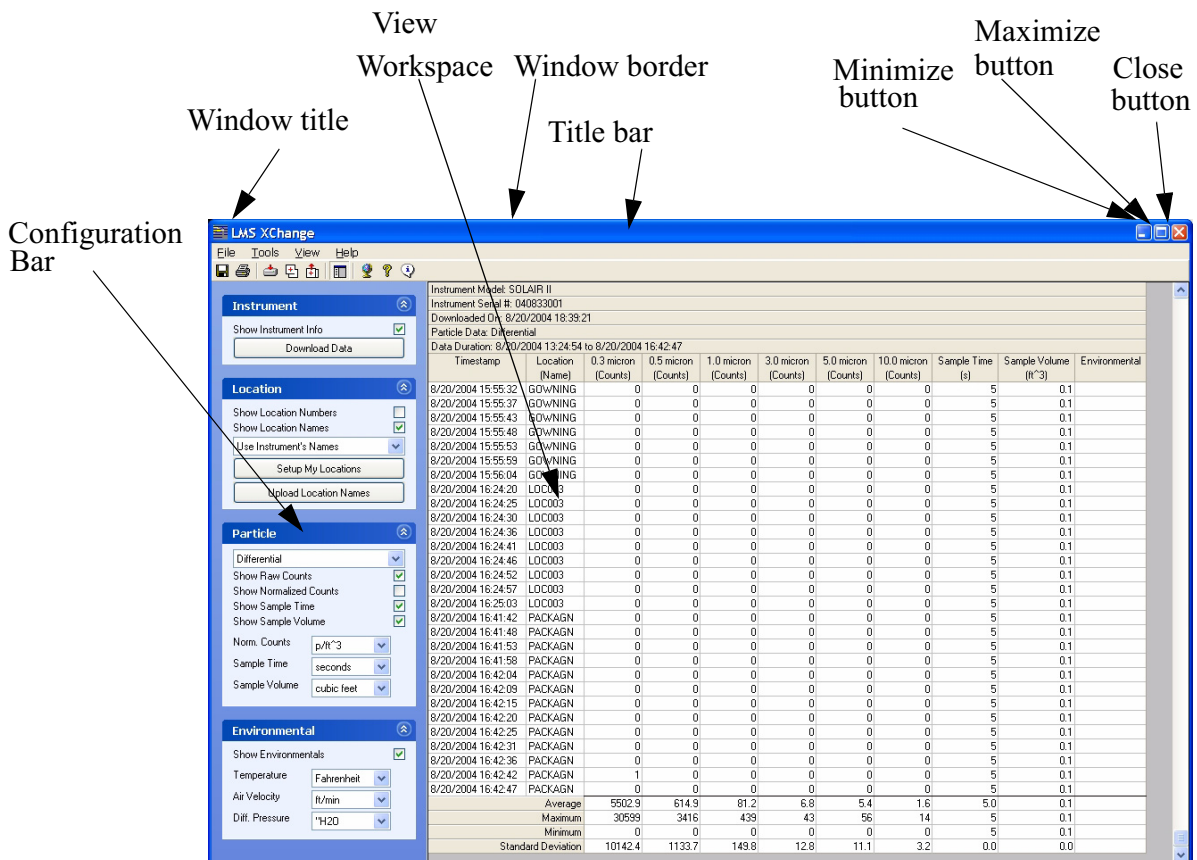 View
Workspace
Window border
Maximize
button
Minimize
button
Close
button
Window title
Title bar
Configuration
Bar
LMS XChange
File Tools View Help
Instrument
Show Instrument Info
Download Data
Location
Show Location Numbers
Show Location Names
Use Instrument's Names
Setup My Locations
Upload Location Names
Particle
Differential
Show Raw Counts
Show Normalized Counts
Show Sample Time
Show Sample Volume
Norm. Counts p/ft^3
Sample Time seconds
Sample Volume cubic feet
Environmental
Show Environmentals
Temperature Fahrenheit
Air Velocity ft/min
Diff. Pressure "H2O
Instrument Model: SOLAIR II
Instrument Serial #: 040833001
Downloaded On: 8/20/2004 18:39:21
Particle Data: Differential
Data Duration: 8/20/2004 13:24:54 to 8/20/2004 16:42:47
Timestamp Location 0.3 micron 0.5 micron 1.0 micron 3.0 micron 5.0 micron 10.0 micron Sample Time Sample Volume Environmental
(Name) (Counts) (Counts) (Counts) (Counts) (Counts) (Counts) (s) (ft^3)
8/20/2004 15:55:32 GOWNING 0 0 0 0 0 0 5 0.1
8/20/2004 15:55:37 GOWNING 0 0 0 0 0 0 5 0.1
8/20/2004 15:55:43 GOWNING 0 0 0 0 0 0 5 0.1
8/20/2004 15:55:48 GOWNING 0 0 0 0 0 0 5 0.1
8/20/2004 15:55:53 GOWNING 0 0 0 0 0 0 5 0.1
8/20/2004 15:55:59 GOWNING 0 0 0 0 0 0 5 0.1
8/20/2004 15:56:04 GOWNING 0 0 0 0 0 0 5 0.1
8/20/2004 16:24:20 LOC003 0 0 0 0 0 0 5 0.1
8/20/2004 16:24:25 LOC003 0 0 0 0 0 0 5 0.1
8/20/2004 16:24:30 LOC003 0 0 0 0 0 0 5 0.1
8/20/2004 16:24:36 LOC003 0 0 0 0 0 0 5 0.1
8/20/2004 16:24:41 LOC003 0 0 0 0 0 0 5 0.1
8/20/2004 16:24:46 LOC003 0 0 0 0 0 0 5 0.1
8/20/2004 16:24:52 LOC003 0 0 0 0 0 0 5 0.1
8/20/2004 16:24:57 LOC003 0 0 0 0 0 0 5 0.1
8/20/2004 16:25:03 LOC003 0 0 0 0 0 0 5 0.1
8/20/2004 16:41:42 PACKAGN 0 0 0 0 0 0 5 0.1
8/20/2004 16:41:48 PACKAGN 0 0 0 0 0 0 5 0.1
8/20/2004 16:41:53 PACKAGN 0 0 0 0 0 0 5 0.1
8/20/2004 16:41:58 PACKAGN 0 0 0 0 0 0 5 0.1
8/20/2004 16:42:04 PACKAGN 0 0 0 0 0 0 5 0.1
8/20/2004 16:42:09 PACKAGN 0 0 0 0 0 0 5 0.1
8/20/2004 16:42:15 PACKAGN 0 0 0 0 0 0 5 0.1
8/20/2004 16:42:20 PACKAGN 0 0 0 0 0 0 5 0.1
8/20/2004 16:42:25 PACKAGN 0 0 0 0 0 0 5 0.1
8/20/2004 16:42:31 PACKAGN 0 0 0 0 0 0 5 0.1
8/20/2004 16:42:36 PACKAGN 0 0 0 0 0 0 5 0.1
8/20/2004 16:42:42 PACKAGN 1 0 0 0 0 0 5 0.1
8/20/2004 16:42:47 PACKAGN 0 0 0 0 0 0 5 0.1
Average 5502.9 614.9 81.2 6.8 5.4 1.6 5.0 0.1
Maximum 30599 3416 439 43 56 14 5 0.1
Minimum 0 0 0 0 0 0 5 0.1
Standard Deviation 10142.4 1133.7 149.8 12.8 11.1 3.2 0.0 0.0